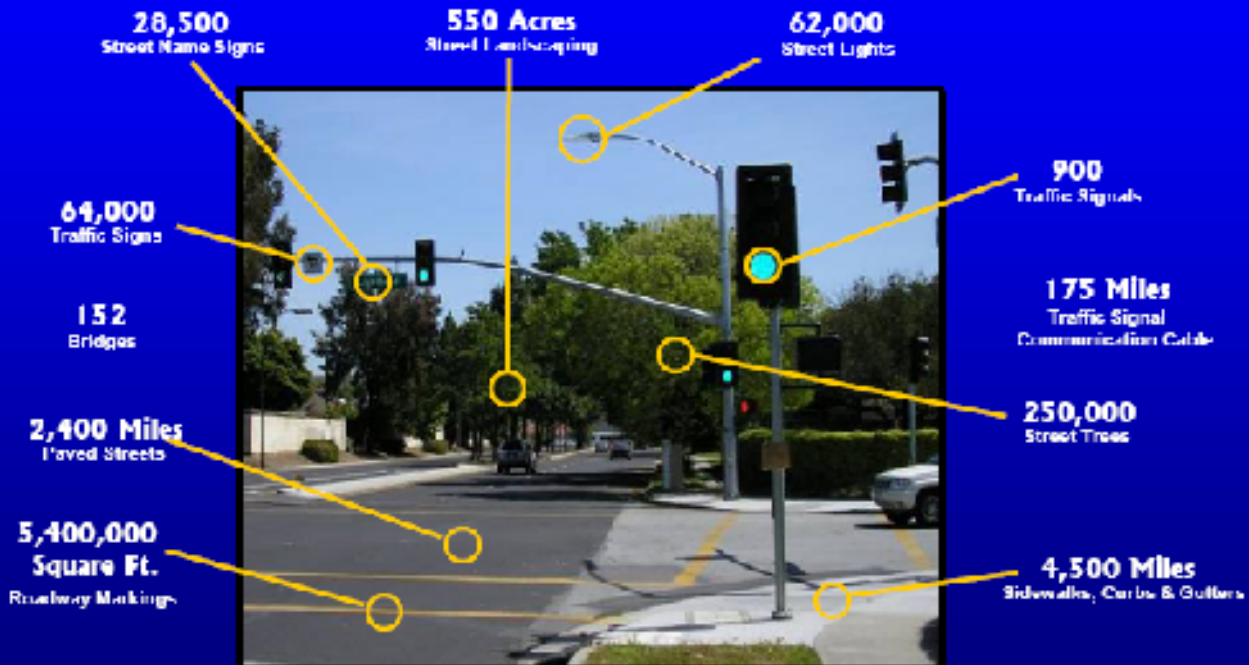 28,500
Street Name Signs
550 Acres
Street Landscaping
62,000
Street Lights
64,000
Traffic Signs
900
Traffic Signals
152
Bridges
175 Miles
Traffic Signal
Communication Cable
2,400 Miles
Paved Streets
250,000
Street Trees
5,400,000
Square Ft.
Roadway Markings
4,500 Miles
Sidewalks, Curbs & Gutters